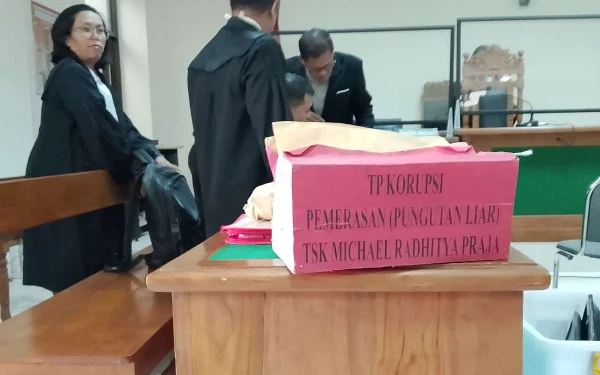 TP KORUPSI
PEMERASAN (PUNGUTAN LIAR)
TSK MICHAEL RADHITYA PRAJA